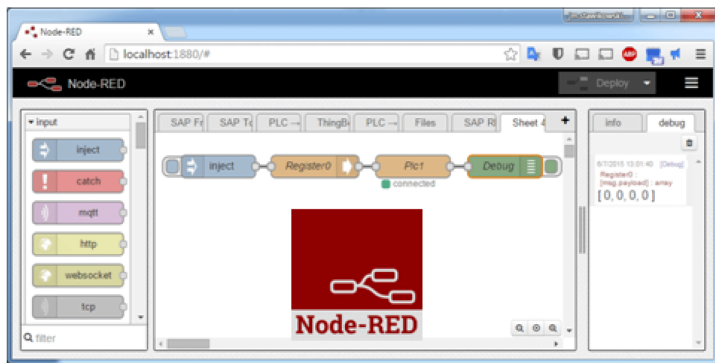 Node-RED
localhost:1880/#
ABP
Node-RED
Deploy
input
SAP Fr
SAP To
PLC →
ThingB
PLC →
Files
SAP R
Sheet 4
+
info
debug
inject
catch
mqtt
http
websocket
tcp
filter
inject
Register0
Plc1
Debug
connected
6/7/2015 13:01:40 [Debug]
Register0 :
[msg.payload] : array
[ 0, 0, 0, 0 ]
Node-RED